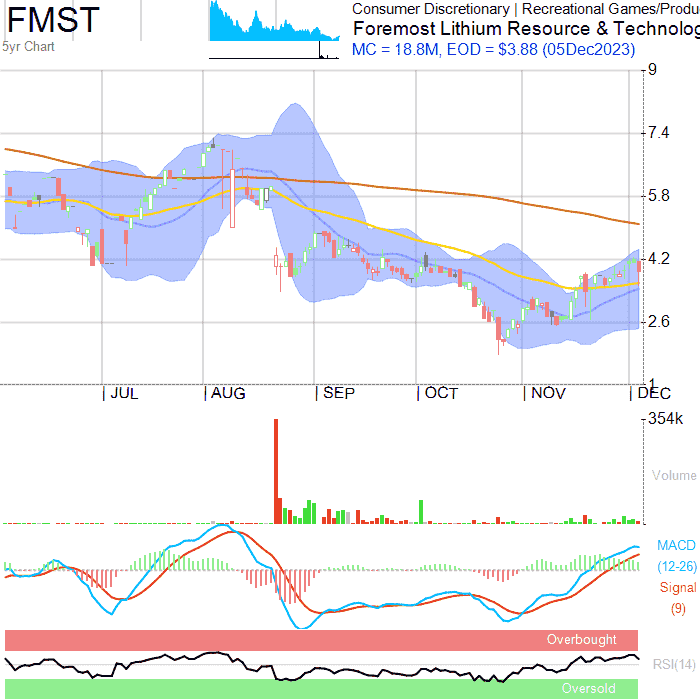 FMST
5yr Chart
Consumer Discretionary | Recreational Games/Produ
Foremost Lithium Resource & Technolog
MC = 18.8M, EOD = $3.88 (05Dec2023)
9
7.4
5.8
4.2
2.6
1
JUL AUG SEP OCT NOV DEC
354k
Volume
MACD
(12-26)
Signal
(9)
Overbought
RSI(14)
Oversold